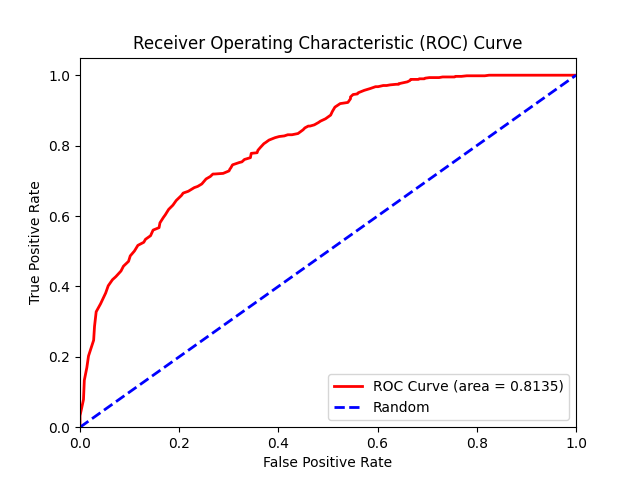 Receiver Operating Characteristic (ROC) Curve
True Positive Rate
1.0
0.8
0.6
0.4
0.2
0.0
ROC Curve (area = 0.8135)
Random
0.0 0.2 0.4 0.6 0.8 1.0
False Positive Rate